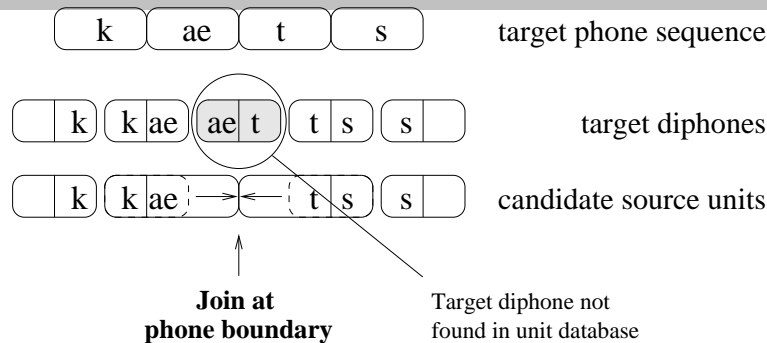 k ae t s target phone sequence
k k ae ae t t s s target diphones
k k ae t s s candidate source units
Join at
phone boundary
Target diphone not
found in unit database